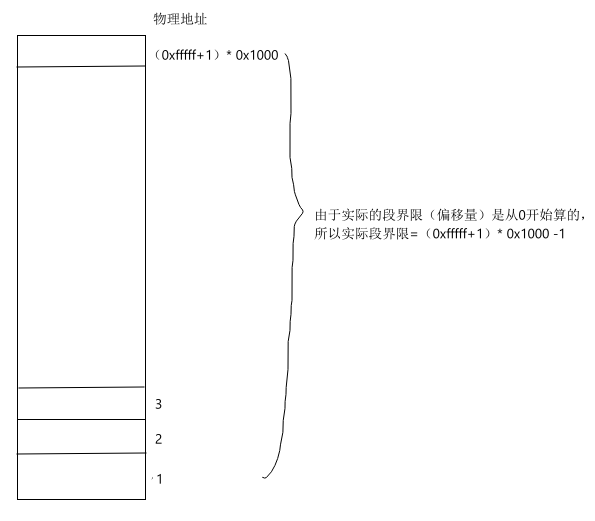 物理地址
（0xfffff+1）* 0x1000
由于实际的段界限（偏移量）是从0开始算的，
所以实际段界限=（0xfffff+1）* 0x1000 -1
3
2
1